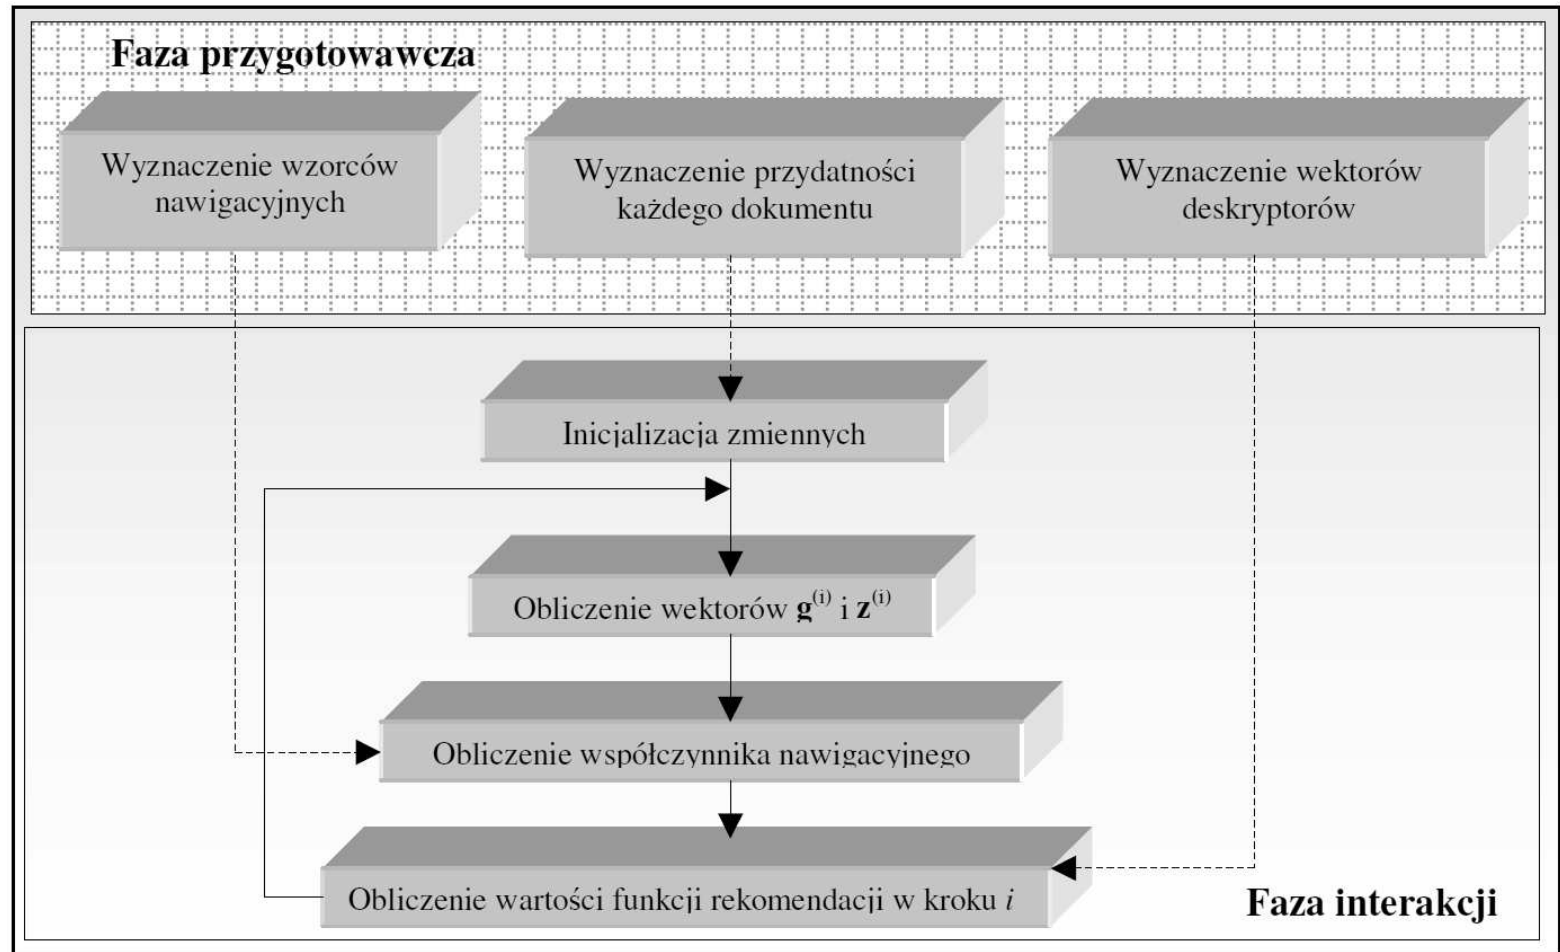 Faza przygotowawcza
Wyznaczenie wzorców
nawigacyjnych
Wyznaczenie przydatności
każdego dokumentu
Wyznaczenie wektorów
deskryptorów
Inicjalizacja zmiennych
Obliczenie wektorów g⁽ⁱ⁾ i z⁽ⁱ⁾
Obliczenie współczynnika nawigacyjnego
Obliczenie wartości funkcji rekomendacji w kroku i
Faza interakcji